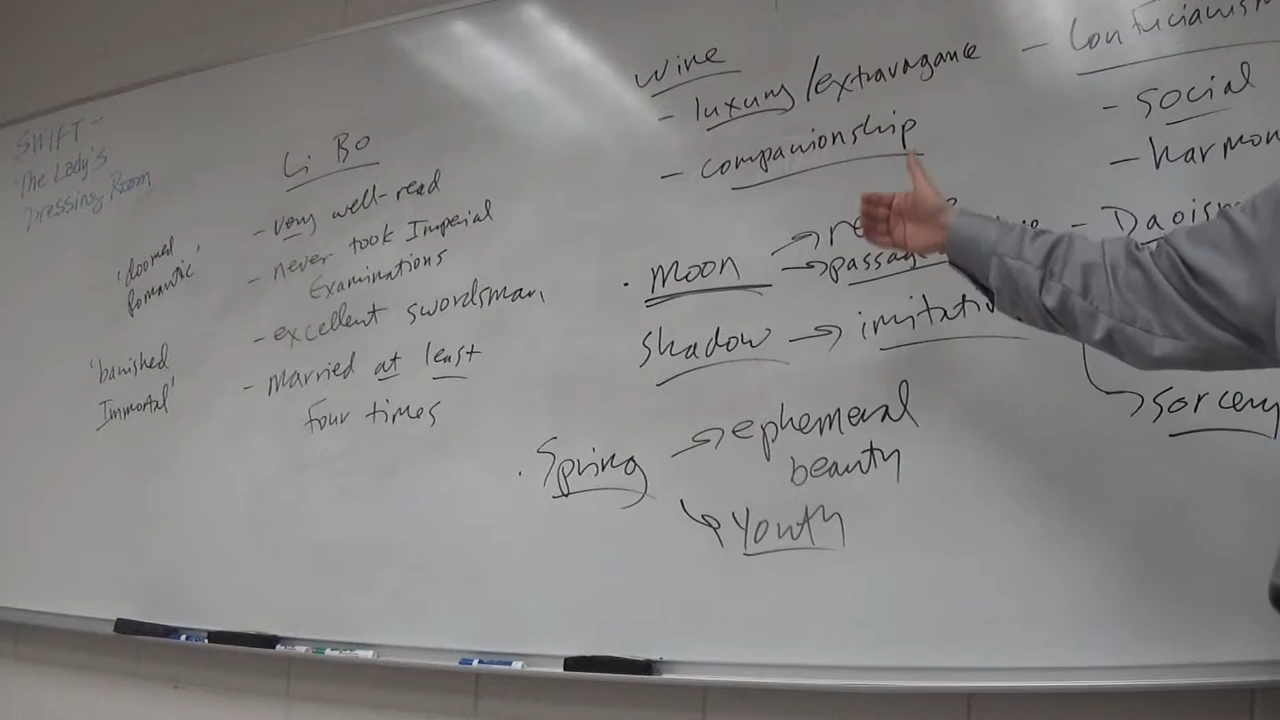 SWIFT -
The Lady's
Dressing Room
'doomed
Romantic'
'banished
Immortal'
Li Bo
- very well-read
- never took Imperial
Examinations
- excellent swordsman
- Married at least
four times
Wine
- luxury/extravagance
- companionship
. moon →
→ passag
shadow → imitati
. Spring → ephemeral
beauty
↳ Youth
- Confucianism
- social
- harmon
- Daoism
↳ sorcery